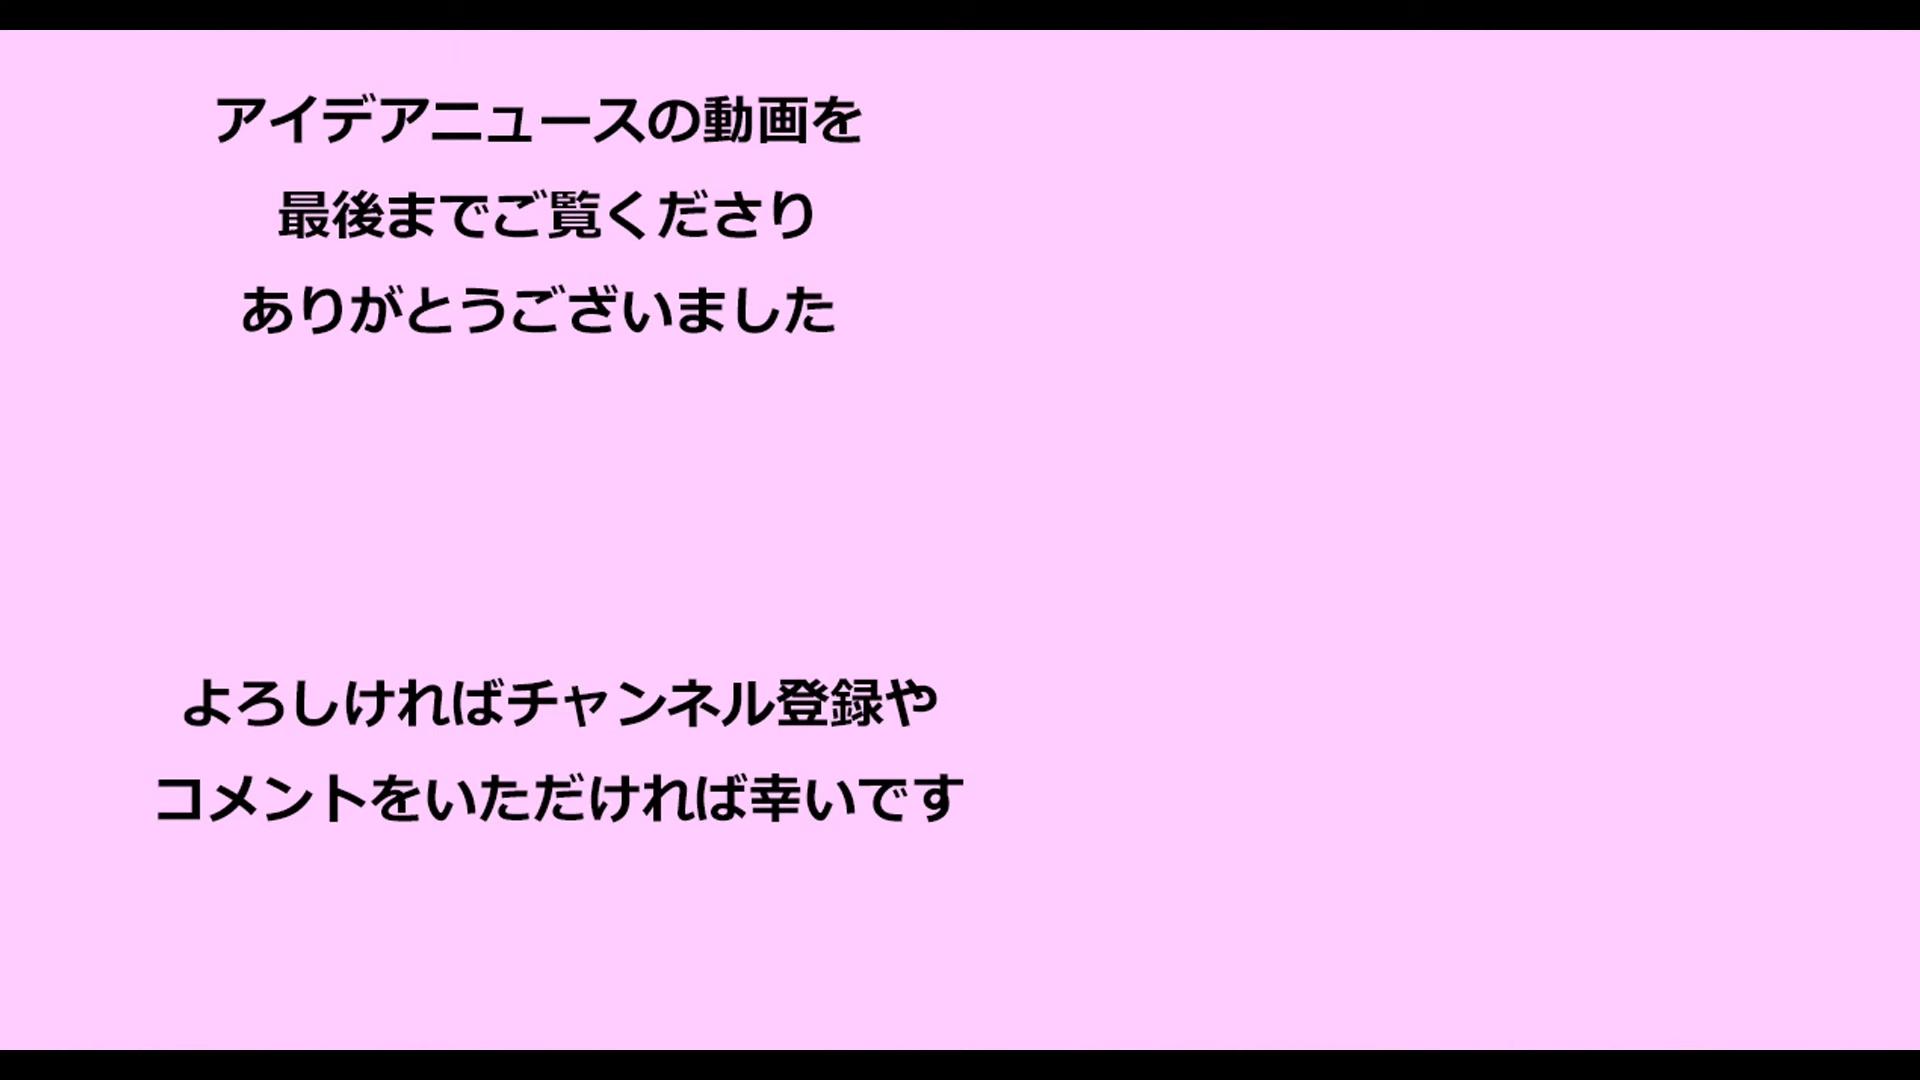 アイデアニュースの動画を
最後までご覧くださり
ありがとうございました
よろしければチャンネル登録や
コメントをいただければ幸いです